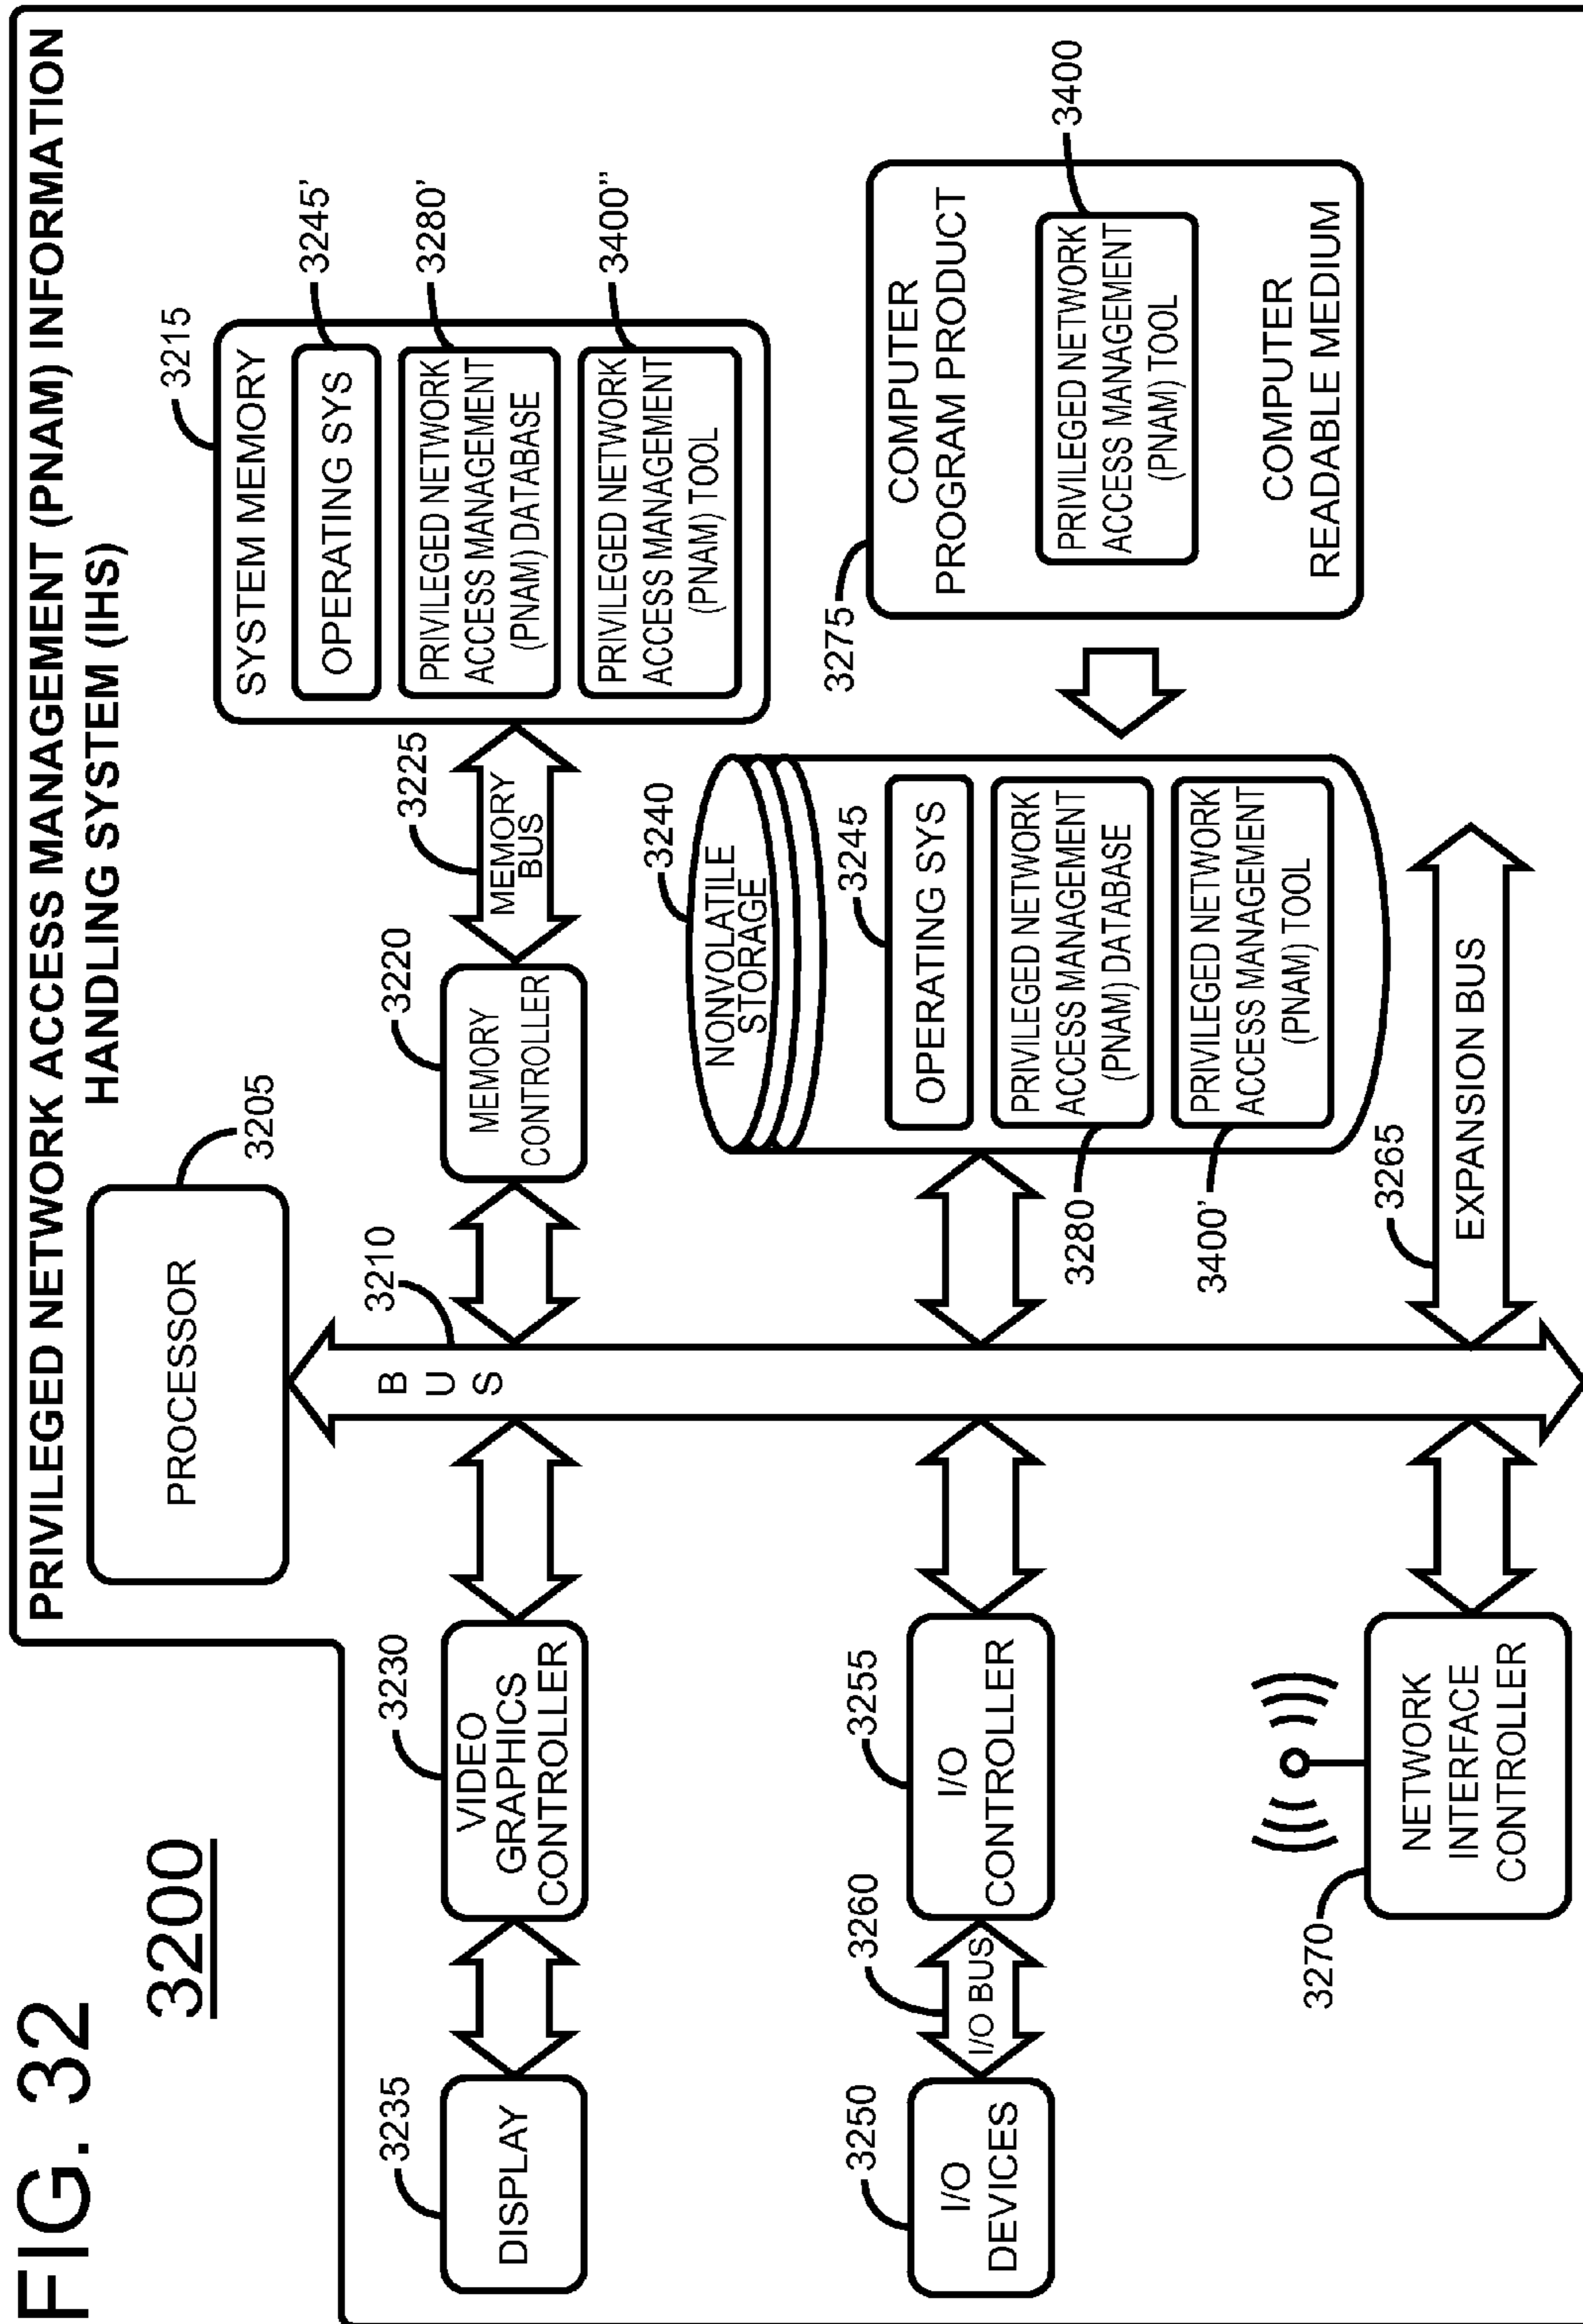 FIG. 32
3200
PRIVILEGED NETWORK ACCESS MANAGEMENT (PNAM) INFORMATION
HANDLING SYSTEM (IHS)
PROCESSOR
3205
3210
BUS
3235
DISPLAY
3230
VIDEO
GRAPHICS
CONTROLLER
3220
MEMORY
CONTROLLER
3225
MEMORY
BUS
3215
SYSTEM MEMORY
OPERATING SYS
3245'
PRIVILEGED NETWORK
ACCESS MANAGEMENT
(PNAM) DATABASE
3280'
PRIVILEGED NETWORK
ACCESS MANAGEMENT
(PNAM) TOOL
3400''
3250
I/O
DEVICES
3260
I/O BUS
3255
I/O
CONTROLLER
3240
NONVOLATILE
STORAGE
3245
OPERATING SYS
PRIVILEGED NETWORK
ACCESS MANAGEMENT
(PNAM) DATABASE
3280
PRIVILEGED NETWORK
ACCESS MANAGEMENT
(PNAM) TOOL
3400'
3275
COMPUTER
PROGRAM PRODUCT
PRIVILEGED NETWORK
ACCESS MANAGEMENT
(PNAM) TOOL
3400
COMPUTER
READABLE MEDIUM
3270
NETWORK
INTERFACE
CONTROLLER
3265
EXPANSION BUS